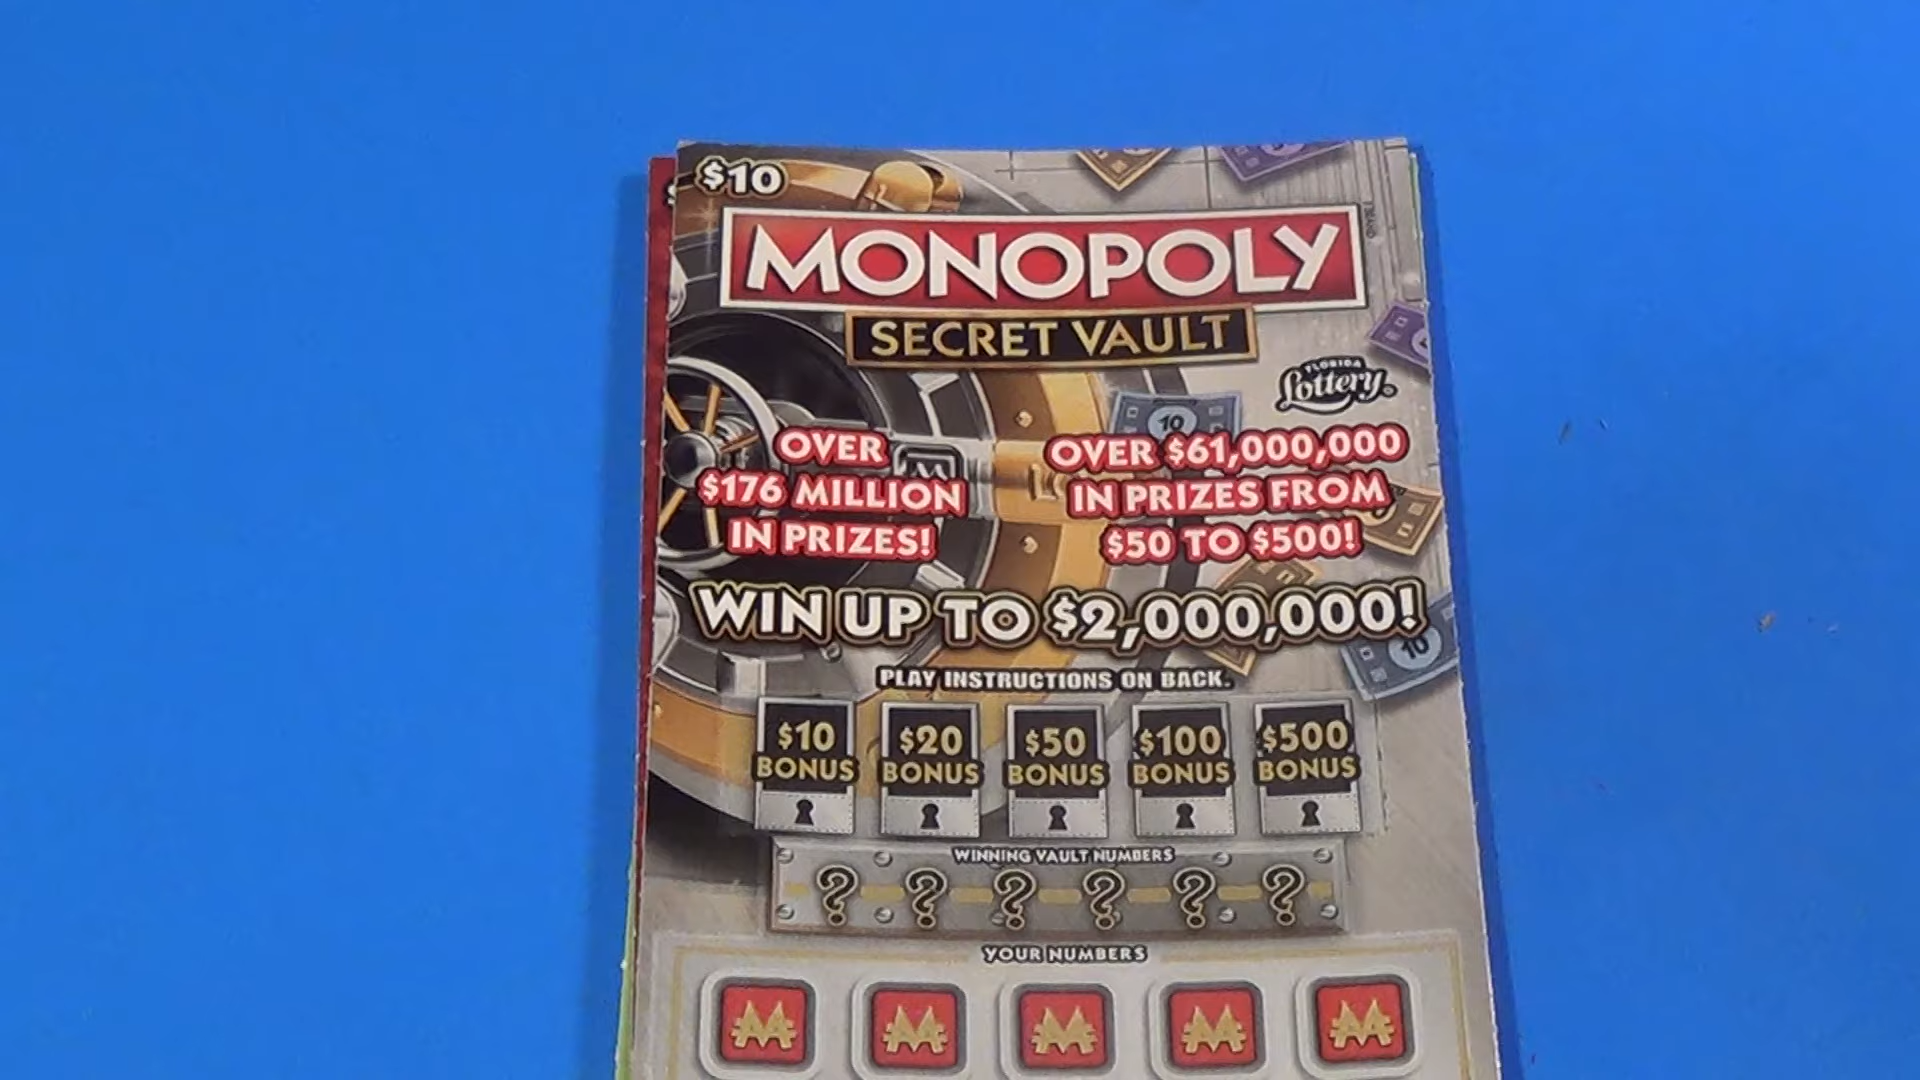 $10
MONOPOLY
SECRET VAULT
FLORIDA
Lottery
10
OVER
$176 MILLION
IN PRIZES!
OVER $61,000,000
IN PRIZES FROM
$50 TO $500!
WIN UP TO $2,000,000!
10
PLAY INSTRUCTIONS ON BACK.
$10 BONUS
$20 BONUS
$50 BONUS
$100 BONUS
$500 BONUS
WINNING VAULT NUMBERS
? ? ? ? ? ?
YOUR NUMBERS